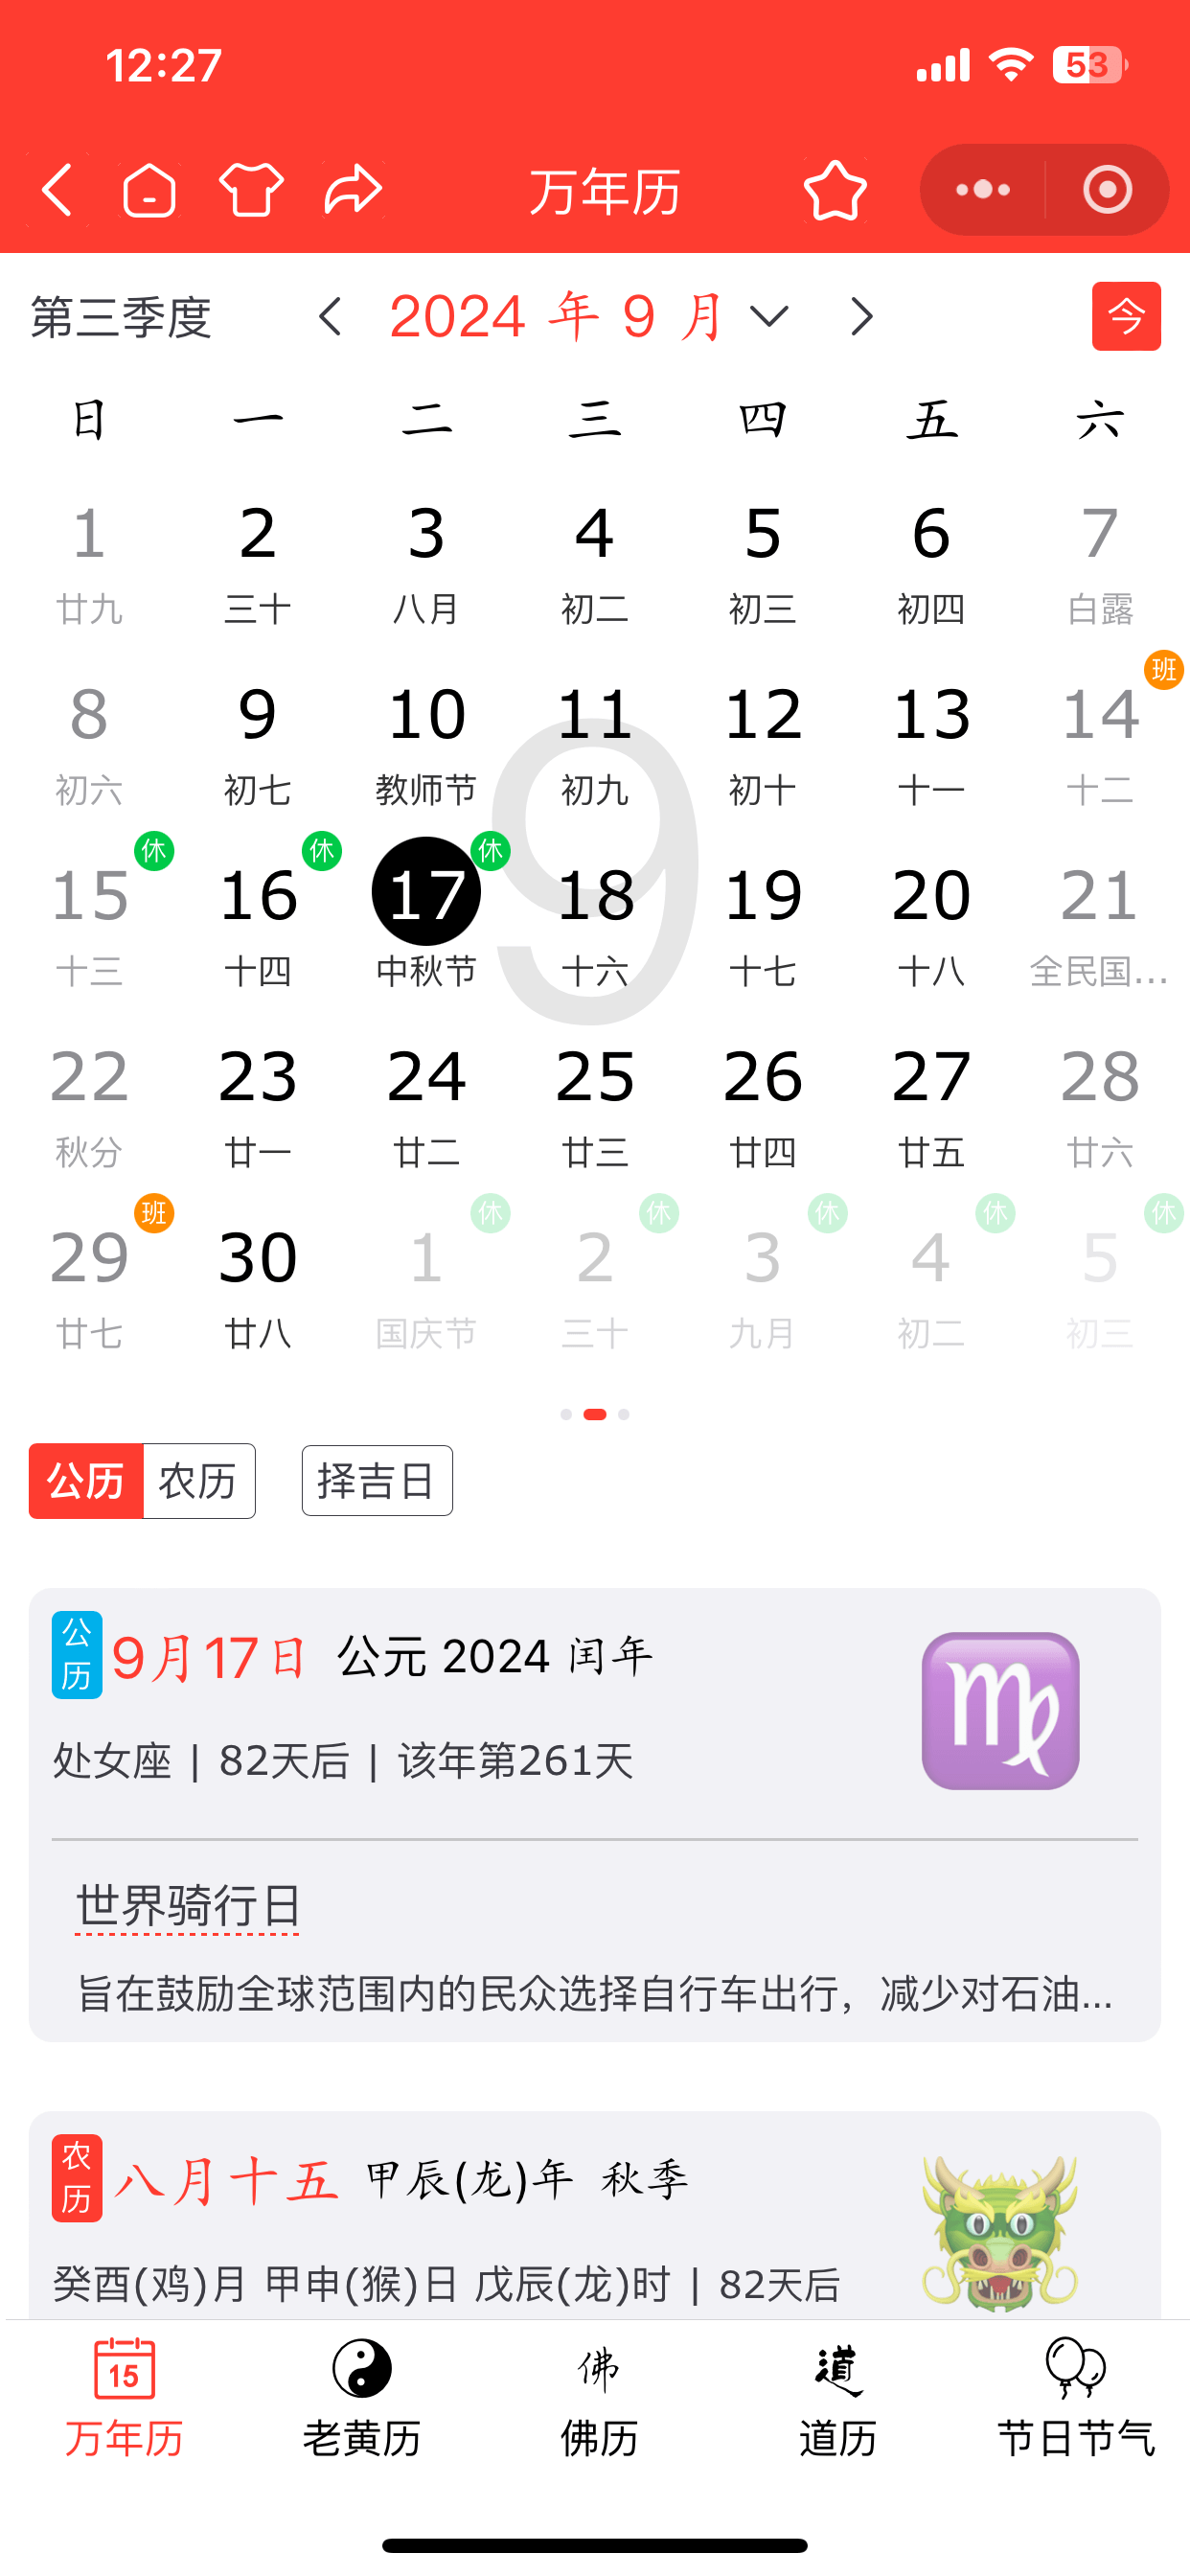 12:27
53
万年历
第三季度
2024 年 9 月
今
日 一 二 三 四 五 六
1 2 3 4 5 6 7
廿九 三十 八月 初二 初三 初四 白露
班
8 9 10 11 12 13 14
初六 初七 教师节 初九 初十 十一 十二
休 休 休
15 16 17 18 19 20 21
十三 十四 中秋节 十六 十七 十八 全民国...
22 23 24 25 26 27 28
秋分 廿一 廿二 廿三 廿四 廿五 廿六
班 休 休 休 休 休
29 30 1 2 3 4 5
廿七 廿八 国庆节 三十 九月 初二 初三
9
公历 农历 择吉日
公历 9月17日 公元 2024 闰年
处女座 | 82天后 | 该年第261天
世界骑行日
旨在鼓励全球范围内的民众选择自行车出行，减少对石油...
农历 八月十五 甲辰(龙)年 秋季
癸酉(鸡)月 甲申(猴)日 戊辰(龙)时 | 82天后
15 佛 道
万年历 老黄历 佛历 道历 节日节气